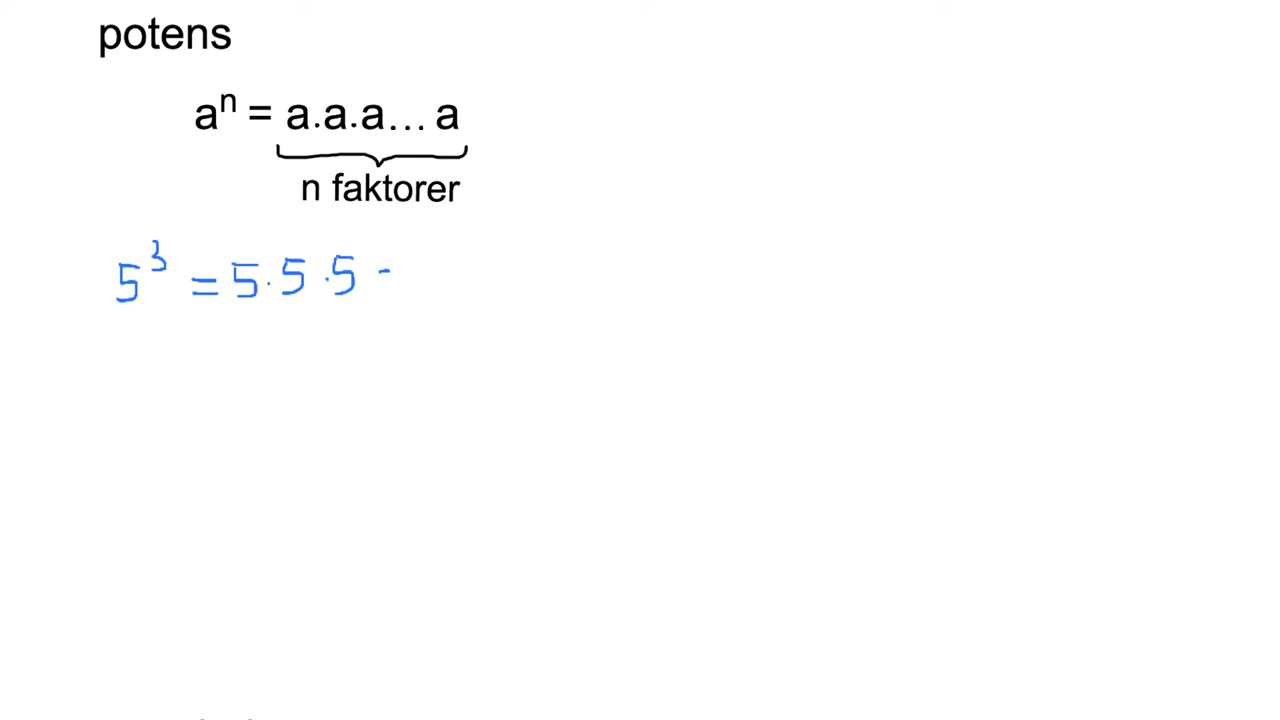 potens
aⁿ = a.a.a... a
n faktorer
5³ = 5·5·5 -